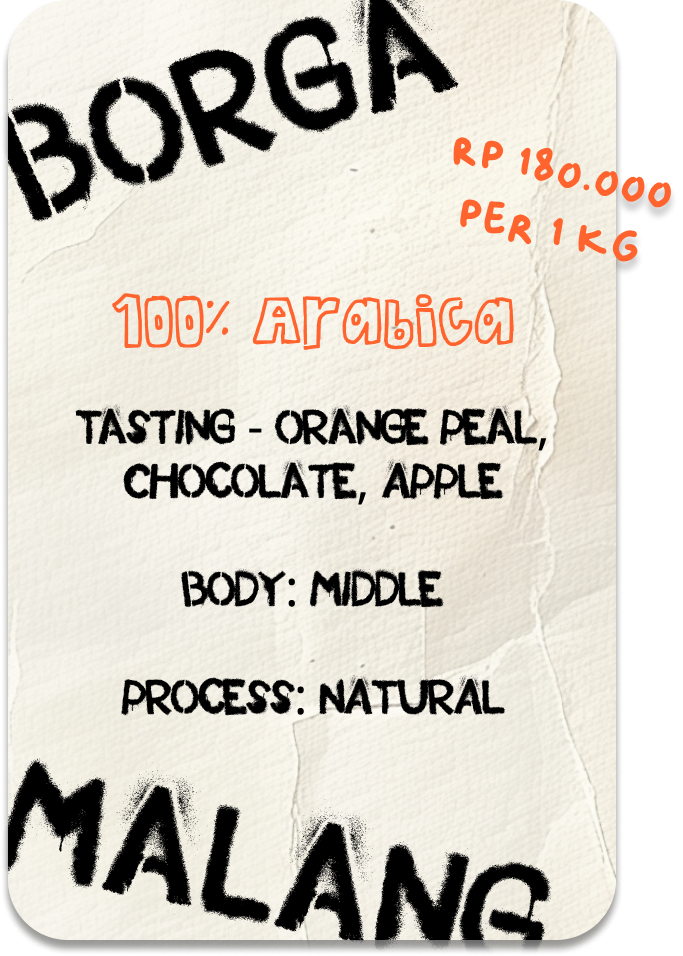 BORGA
RP 180.000
PER 1 KG
100% Arabica
TASTING - ORANGE PEAL,
CHOCOLATE, APPLE
BODY: MIDDLE
PROCESS: NATURAL
MALANG